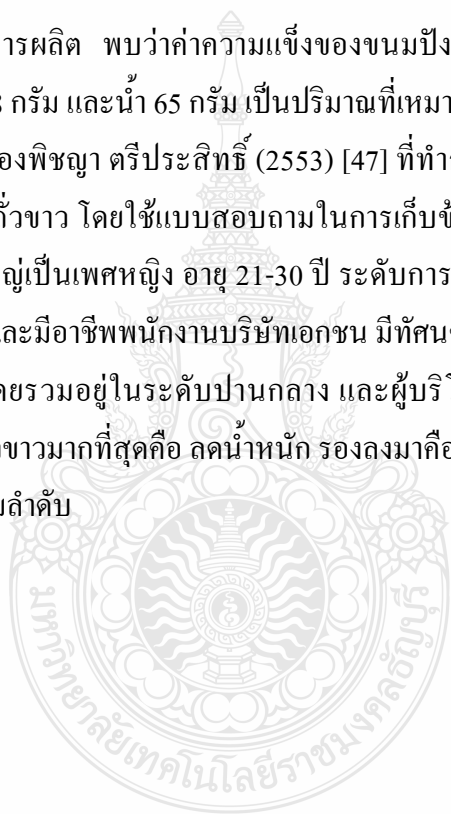 ารผลิต พบว่าค่าความแข็งของขนมปัง
กรัม และน้ำ 65 กรัม เป็นปริมาณที่เหมา
องพิชญา ตรีประสิทธิ์ (2553) [47] ที่ทำ
ถั่วขาว โดยใช้แบบสอบถามในการเก็บข้
ญ่เป็นเพศหญิง อายุ 21-30 ปี ระดับการ
และมีอาชีพพนักงานบริษัทเอกชน มีทัศน
ดยรวมอยู่ในระดับปานกลาง และผู้บริโ
ขาวมากที่สุดคือ ลดน้ำหนัก รองลงมาคือ
มลำดับ
มหาวิทยาลัยเทคโนโลยีราชมงคลธัญบุรี